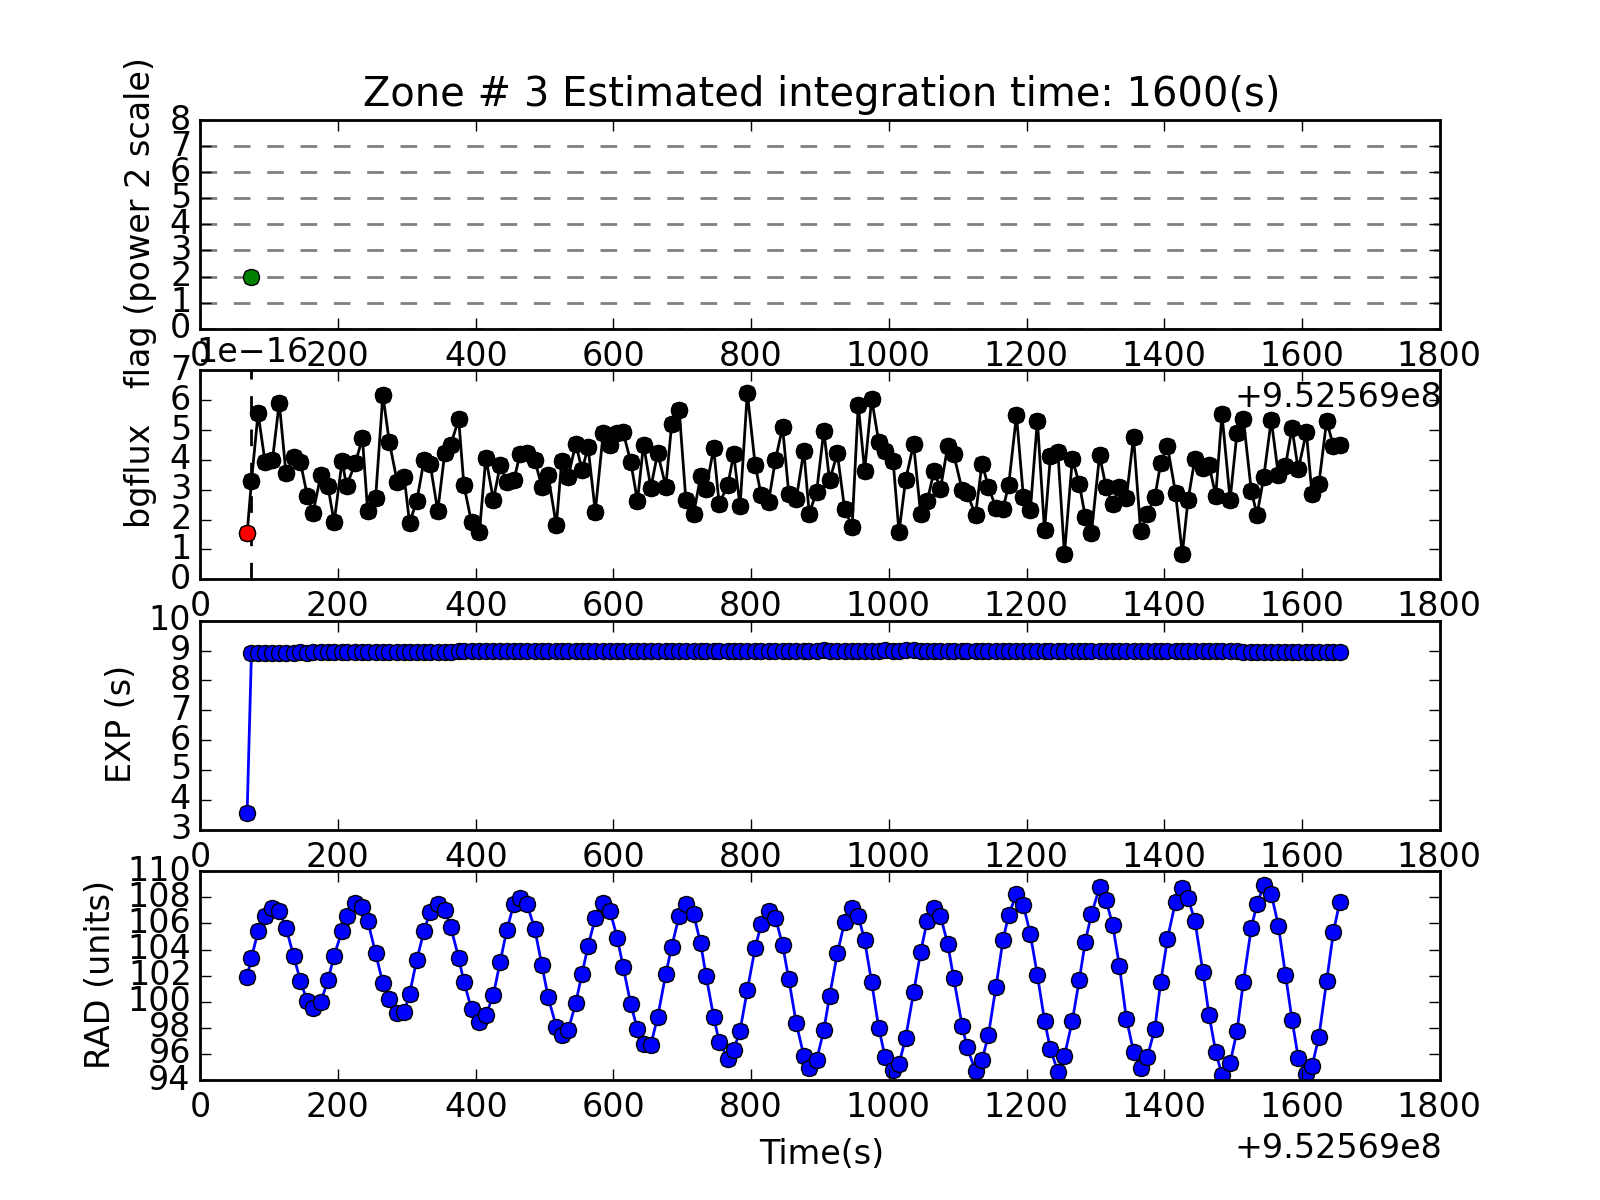 Zone # 3 Estimated integration time: 1600(s)
flag (power 2 scale)
8
7
6
5
4
3
2
1
0
0 200 400 600 800 1000 1200 1400 1600 1800
1e−16
+9.52569e8
bgflux
7
6
5
4
3
2
1
0
0 200 400 600 800 1000 1200 1400 1600 1800
EXP (s)
10
9
8
7
6
5
4
3
0 200 400 600 800 1000 1200 1400 1600 1800
RAD (units)
110
108
106
104
102
100
98
96
94
0 200 400 600 800 1000 1200 1400 1600 1800
Time(s)
+9.52569e8